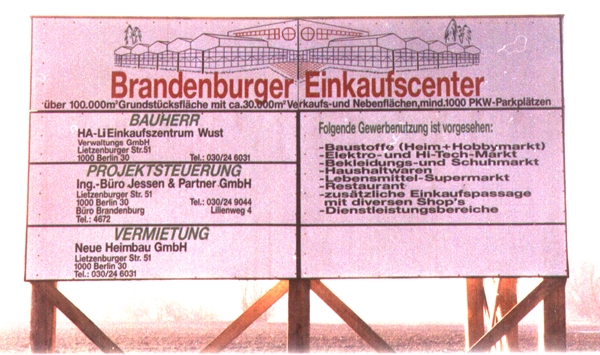 Brandenburger Einkaufscenter
über 100.000m² Grundstücksfläche mit ca.30.000m² Verkaufs-und Nebenflächen,mind.1000 PKW-Parkplätzen
BAUHERR
HA-Li Einkaufszentrum Wust
Verwaltungs GmbH
Lietzenburger Str.51
1000 Berlin 30 Tel.: 030/24 6031
PROJEKTSTEUERUNG
Ing.-Büro Jessen & Partner GmbH
Lietzenburger Str. 51
1000 Berlin 30 Tel.: 030/24 9044
Büro Brandenburg Lilienweg 4
Tel.: 4672
VERMIETUNG
Neue Heimbau GmbH
Lietzenburger Str. 51
1000 Berlin 30
Tel.: 030/24 6031
Folgende Gewerbenutzung ist vorgesehen:
-Baustoffe (Heim+Hobbymarkt)
-Elektro-und Hi-Tech-Markt
-Bekleidungs-und Schuhmarkt
-Haushaltwaren
-Lebensmittel-Supermarkt
-Restaurant
-zusätzliche Einkaufspassage
mit diversen Shop's
-Dienstleistungsbereiche